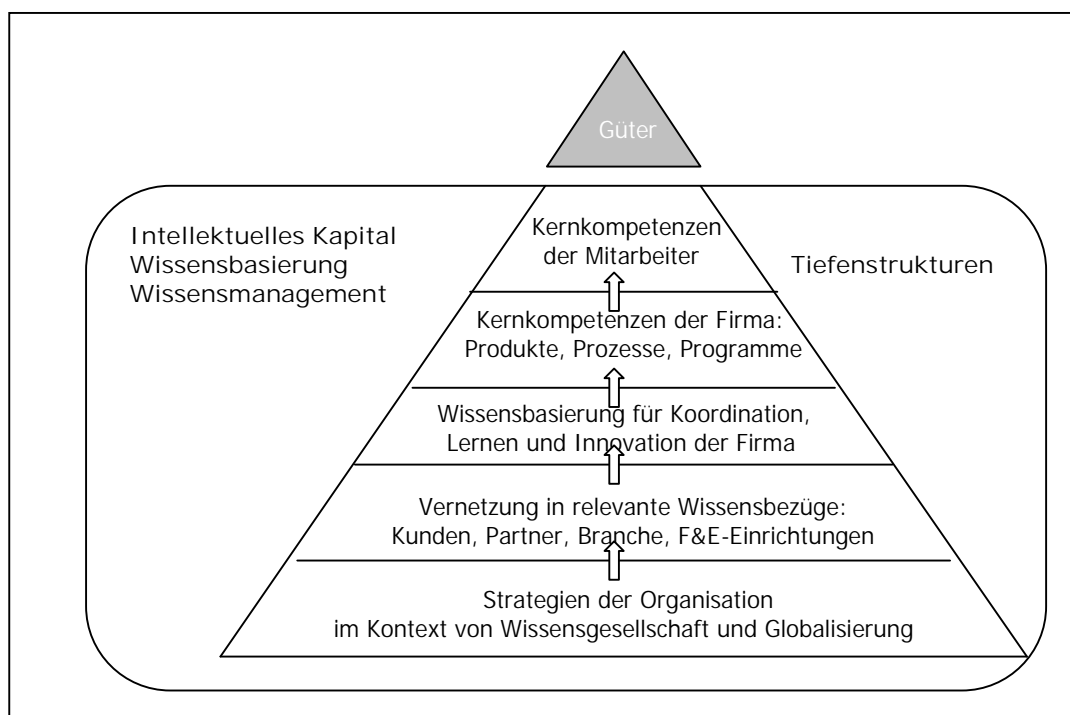 Güter
Intellektuelles Kapital
Wissensbasierung
Wissensmanagement
Kernkompetenzen
der Mitarbeiter
Tiefenstrukturen
Kernkompetenzen der Firma:
Produkte, Prozesse, Programme
Wissensbasierung für Koordination,
Lernen und Innovation der Firma
Vernetzung in relevante Wissensbezüge:
Kunden, Partner, Branche, F&E-Einrichtungen
Strategien der Organisation
im Kontext von Wissensgesellschaft und Globalisierung